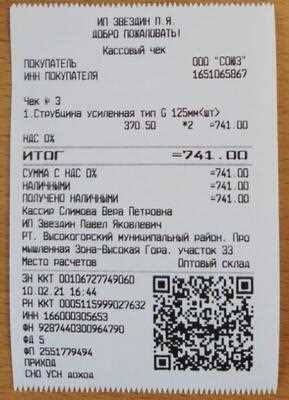 ИП ЗВЕЗДИН П.Я.
ДОБРО ПОЖАЛОВАТЬ!
Кассовый чек
ПОКУПАТЕЛЬ ООО "СОЮЗ"
ИНН ПОКУПАТЕЛЯ 1651065867
Чек № 3
1.Струбцина усиленная тип G 125мм<шт>
370.50 *2 =741.00
НДС 0%
ИТОГ =741.00
СУММА С НДС 0% =741.00
НАЛИЧНЫМИ =741.00
ПОЛУЧЕНО НАЛИЧНЫМИ =741.00
Кассир Слимова Вера Петровна
ИП Звездин Павел Яковлевич
РТ. Высокогорский муниципальный район. Про
мышленная Зона-Высокая Гора. участок 33
Место расчетов Оптовый склад
ЗН ККТ 00106727749060
10.02.21 16:44
РН ККТ 0005115999027632
ИНН 166000305653
ФН 9287440300964790
ФД 5
ФП 2551779494
ПРИХОД
СНО УСН доход